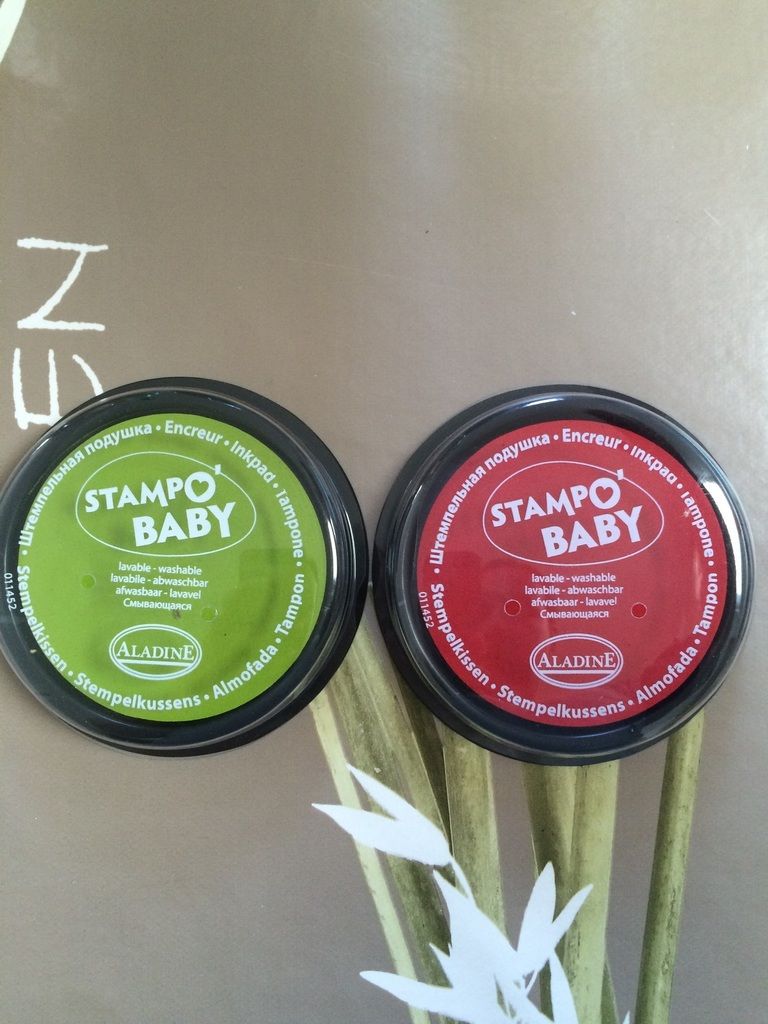 EN
Штемпельная подушка • Encreur • Inkpad • Tampone • Tampon • Almofada • Stempelkussens • Stempelkissen •
STAMPO'
BABY
lavable - washable
lavabile - abwaschbar
afwasbaar - lavavel
Смывающаяся
ALADINE
011452
Штемпельная подушка • Encreur • Inkpad • Tampone • Tampon • Almofada • Stempelkussens • Stempelkissen •
STAMPO'
BABY
lavable - washable
lavabile - abwaschbar
afwasbaar - lavavel
Смывающаяся
ALADINE
011452